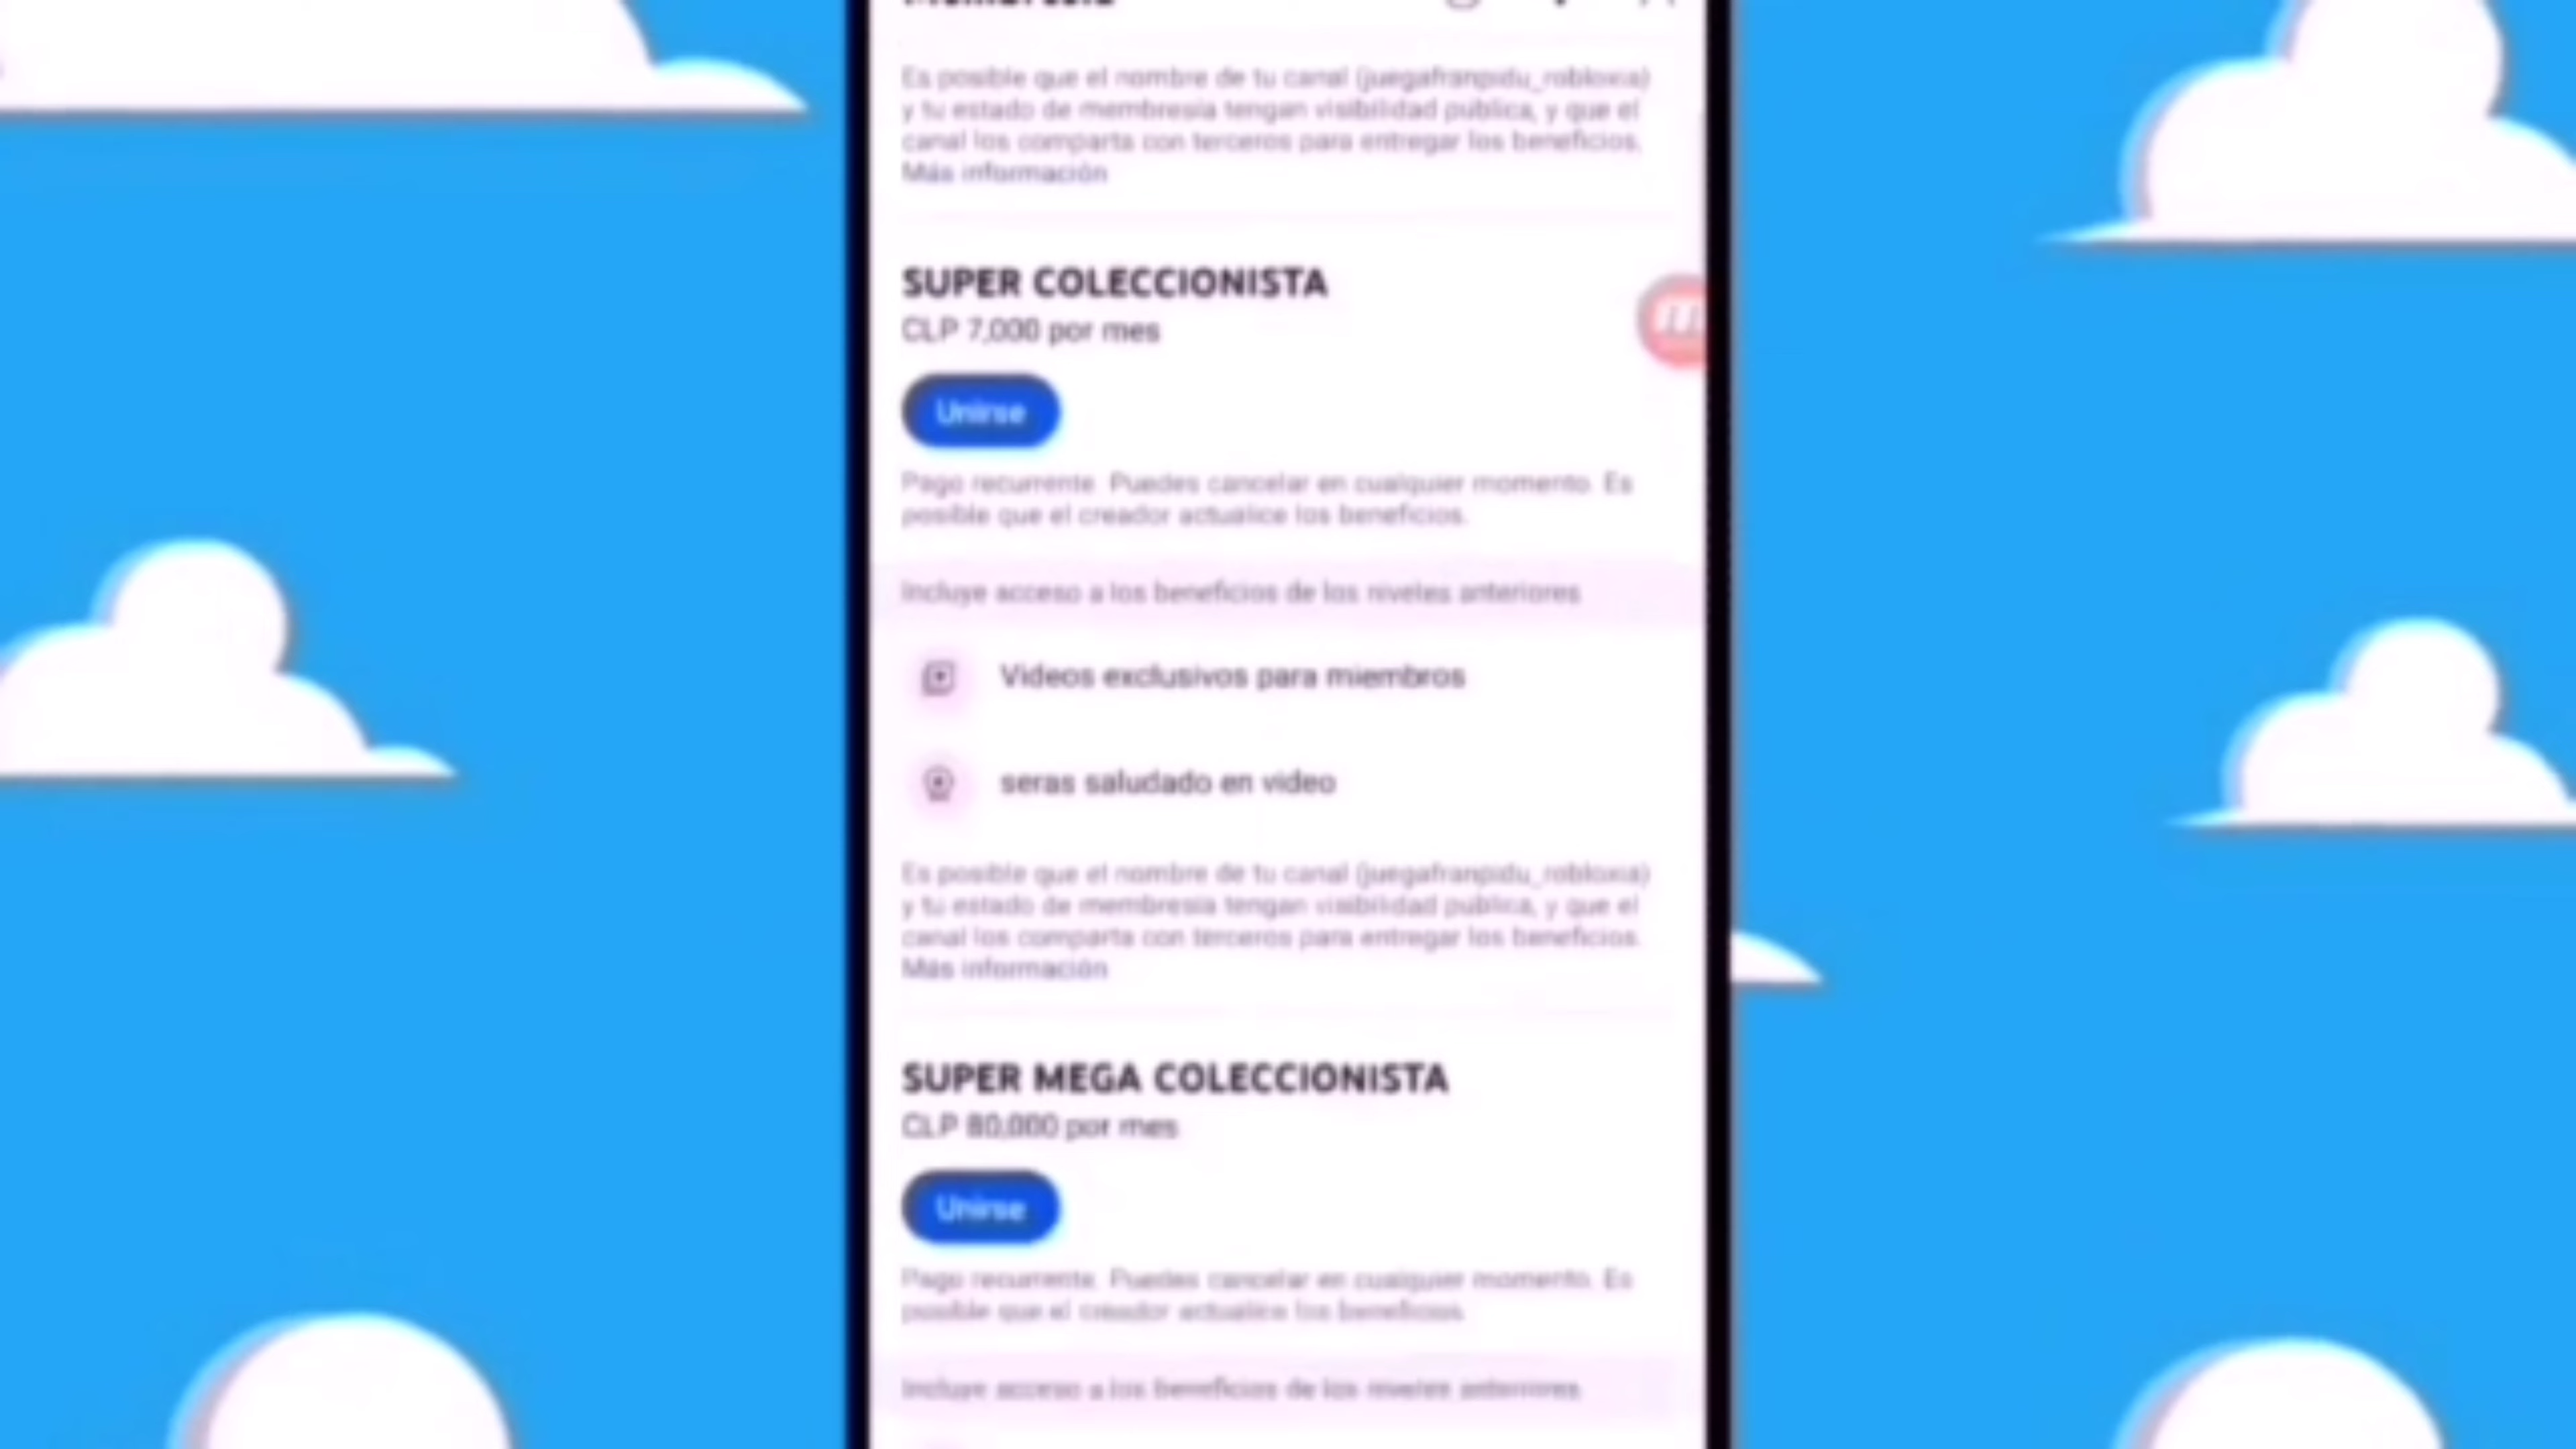 Es posible que el nombre de tu canal (juegafranpidu_robloxia)
y tu estado de membresía tengan visibilidad pública, y que el
canal los comparta con terceros para entregar los beneficios.
Más información
SUPER COLECCIONISTA
CLP 7,000 por mes
Unirse
Pago recurrente. Puedes cancelar en cualquier momento. Es
posible que el creador actualice los beneficios.
Incluye acceso a los beneficios de los niveles anteriores
Videos exclusivos para miembros
seras saludado en video
Es posible que el nombre de tu canal (juegafranpidu_robloxia)
y tu estado de membresía tengan visibilidad pública, y que el
canal los comparta con terceros para entregar los beneficios.
Más información
SUPER MEGA COLECCIONISTA
CLP 80,000 por mes
Unirse
Pago recurrente. Puedes cancelar en cualquier momento. Es
posible que el creador actualice los beneficios.
Incluye acceso a los beneficios de los niveles anteriores